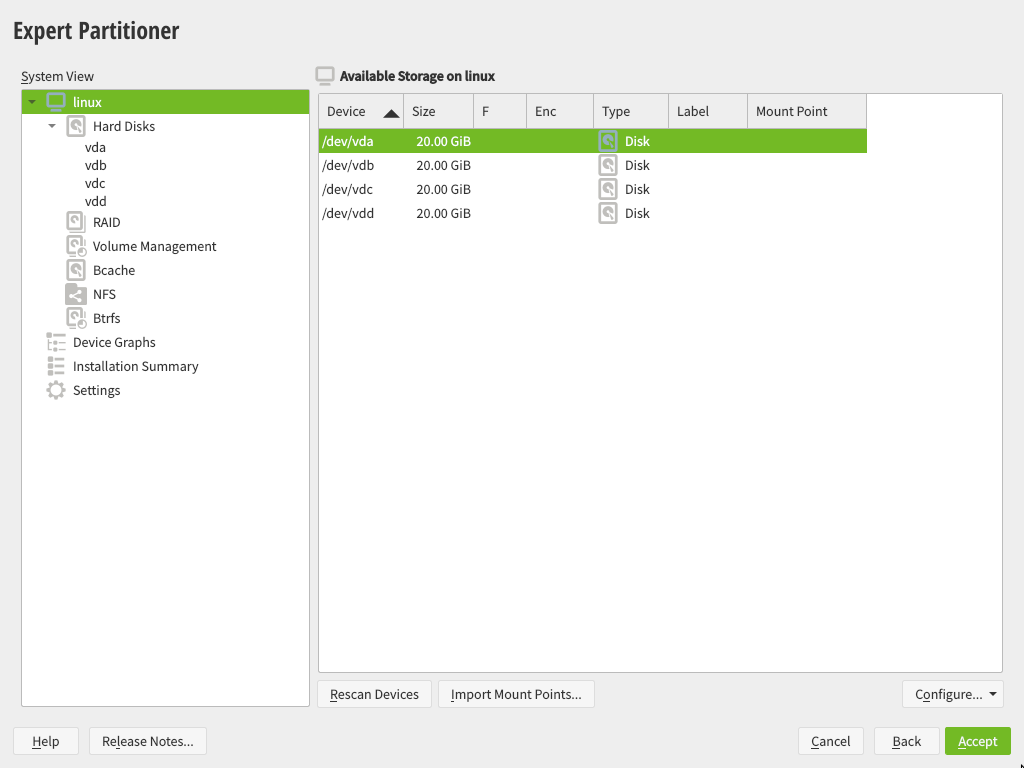 Expert Partitioner
System View
linux
Hard Disks
vda
vdb
vdc
vdd
RAID
Volume Management
Bcache
NFS
Btrfs
Device Graphs
Installation Summary
Settings
Available Storage on linux
Device Size F Enc Type Label Mount Point
/dev/vda 20.00 GiB Disk
/dev/vdb 20.00 GiB Disk
/dev/vdc 20.00 GiB Disk
/dev/vdd 20.00 GiB Disk
Rescan Devices Import Mount Points... Configure...
Help Release Notes... Cancel Back Accept